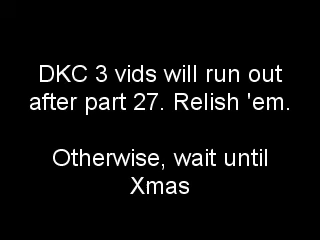 DKC 3 vids will run out
after part 27. Relish 'em.
Otherwise, wait until
Xmas